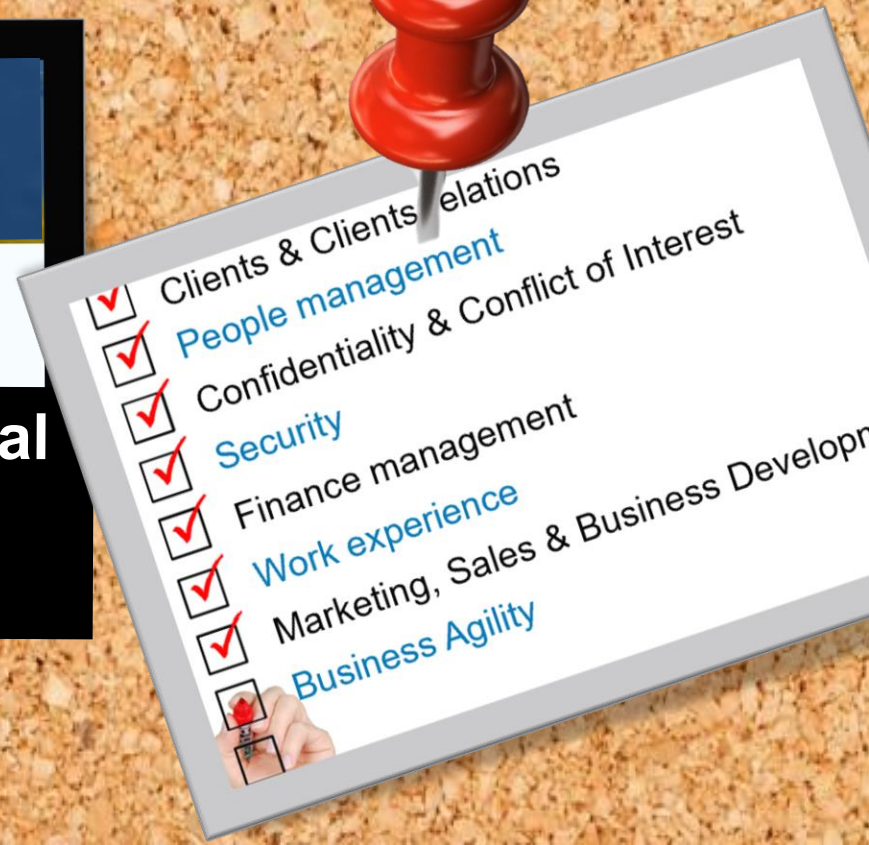 al
Clients & Clients elations
People management
Confidentiality & Conflict of Interest
Security
Finance management
Work experience
Marketing, Sales & Business Developm
Business Agility